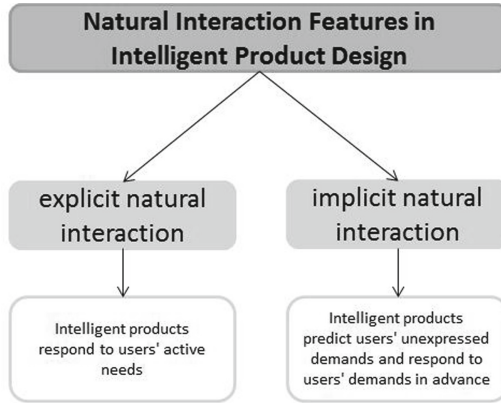 Natural Interaction Features in
Intelligent Product Design
explicit natural
interaction
implicit natural
interaction
Intelligent products
respond to users' active
needs
Intelligent products
predict users' unexpressed
demands and respond to
users' demands in advance